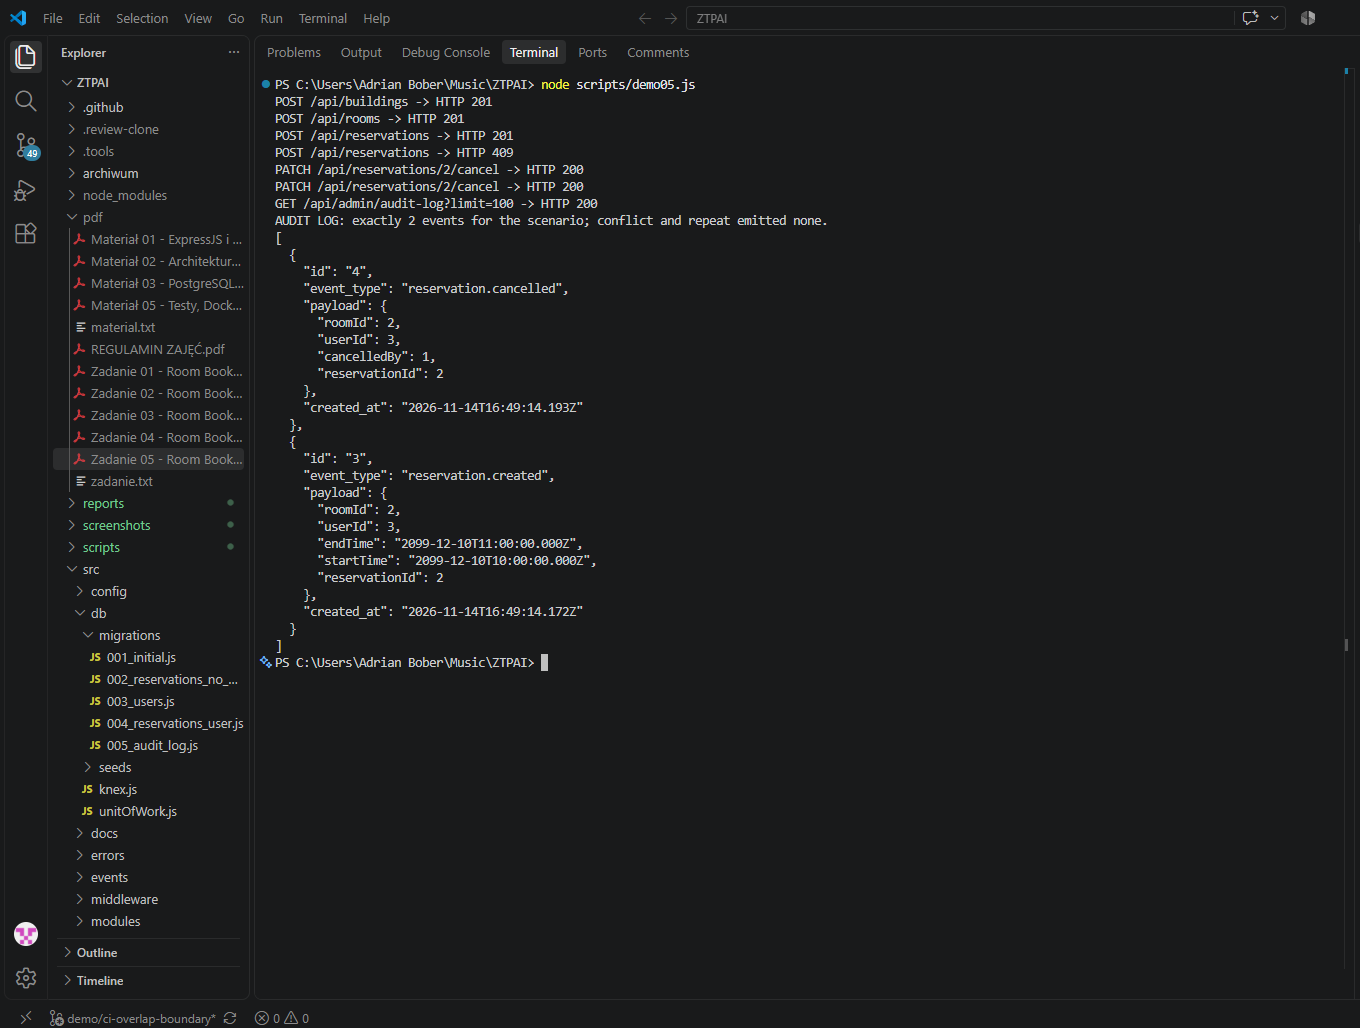 File Edit Selection View Go Run Terminal Help
ZTPAI
Explorer
ZTPAI
.github
.review-clone
.tools
archiwum
node_modules
pdf
Materiał 01 - ExpressJS i ...
Materiał 02 - Architektur...
Materiał 03 - PostgreSQL...
Materiał 05 - Testy, Dock...
material.txt
REGULAMIN ZAJĘĆ.pdf
Zadanie 01 - Room Book...
Zadanie 02 - Room Book...
Zadanie 03 - Room Book...
Zadanie 04 - Room Book...
Zadanie 05 - Room Book...
zadanie.txt
reports
screenshots
scripts
src
config
db
migrations
JS 001_initial.js
JS 002_reservations_no_...
JS 003_users.js
JS 004_reservations_user.js
JS 005_audit_log.js
seeds
JS knex.js
JS unitOfWork.js
docs
errors
events
middleware
modules
Outline
Timeline
49
Problems Output Debug Console Terminal Ports Comments
PS C:\Users\Adrian Bober\Music\ZTPAI> node scripts/demo05.js
POST /api/buildings -> HTTP 201
POST /api/rooms -> HTTP 201
POST /api/reservations -> HTTP 201
POST /api/reservations -> HTTP 409
PATCH /api/reservations/2/cancel -> HTTP 200
PATCH /api/reservations/2/cancel -> HTTP 200
GET /api/admin/audit-log?limit=100 -> HTTP 200
AUDIT LOG: exactly 2 events for the scenario; conflict and repeat emitted none.
[
  {
    "id": "4",
    "event_type": "reservation.cancelled",
    "payload": {
      "roomId": 2,
      "userId": 3,
      "cancelledBy": 1,
      "reservationId": 2
    },
    "created_at": "2026-11-14T16:49:14.193Z"
  },
  {
    "id": "3",
    "event_type": "reservation.created",
    "payload": {
      "roomId": 2,
      "userId": 3,
      "endTime": "2099-12-10T11:00:00.000Z",
      "startTime": "2099-12-10T10:00:00.000Z",
      "reservationId": 2
    },
    "created_at": "2026-11-14T16:49:14.172Z"
  }
]
PS C:\Users\Adrian Bober\Music\ZTPAI>
demo/ci-overlap-boundary* 0 0